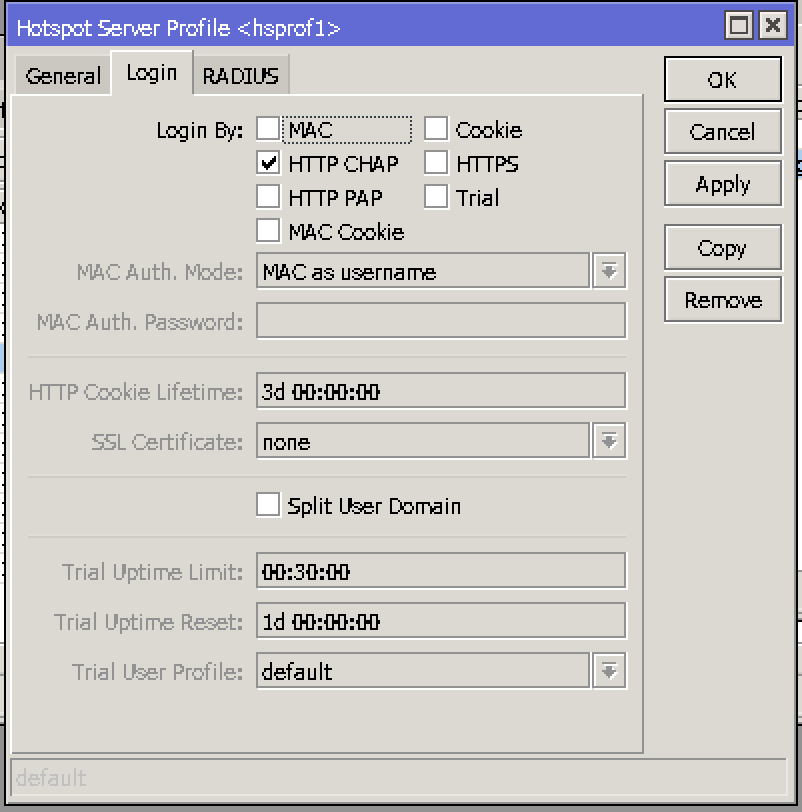 Hotspot Server Profile <hsprof1>
General Login RADIUS
OK
Cancel
Apply
Copy
Remove
Login By: MAC Cookie
HTTP CHAP HTTPS
HTTP PAP Trial
MAC Cookie
MAC Auth. Mode: MAC as username
MAC Auth. Password:
HTTP Cookie Lifetime: 3d 00:00:00
SSL Certificate: none
Split User Domain
Trial Uptime Limit: 00:30:00
Trial Uptime Reset: 1d 00:00:00
Trial User Profile: default
default